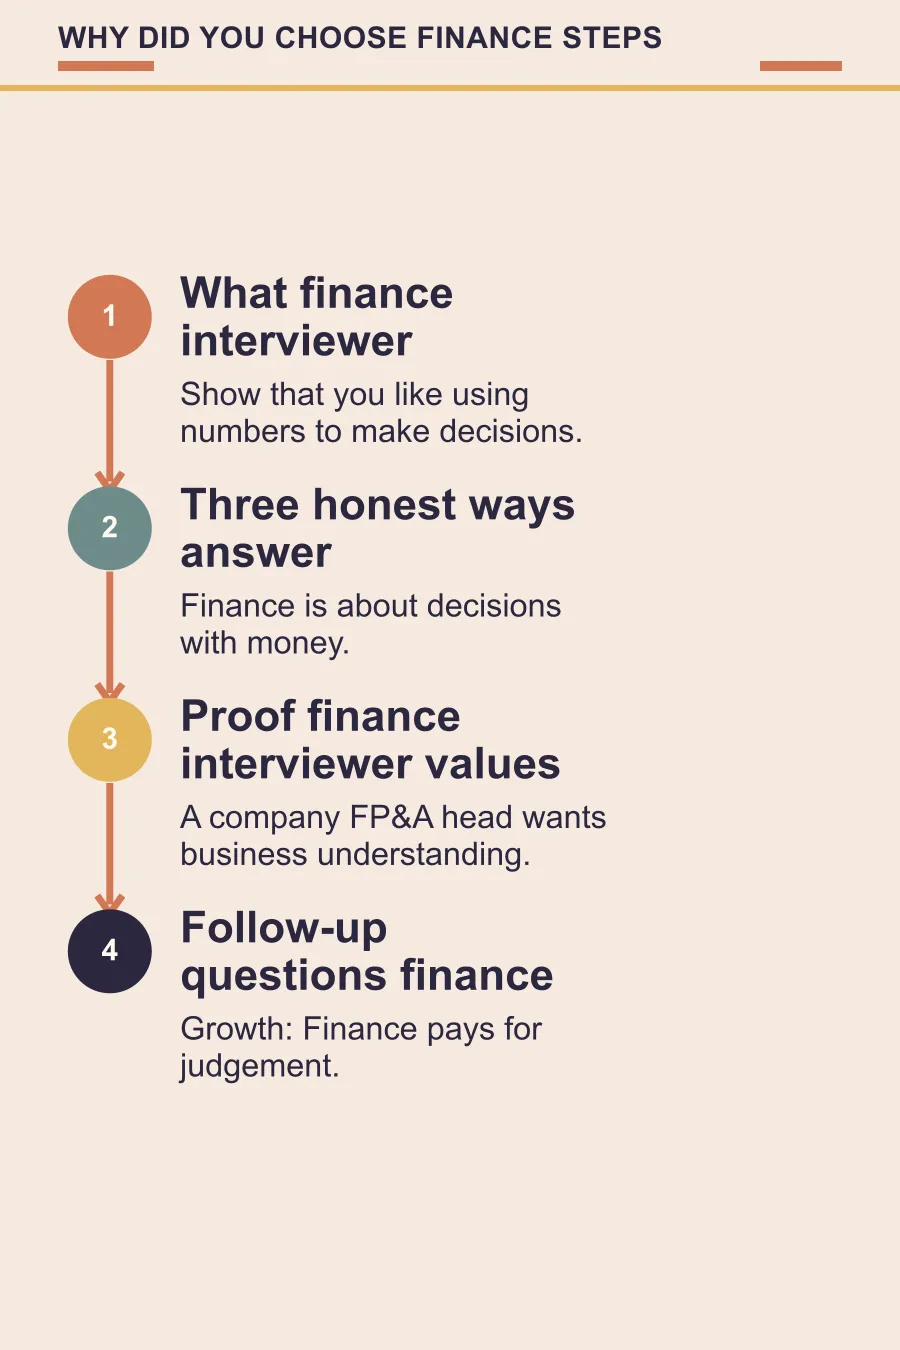 WHY DID YOU CHOOSE FINANCE STEPS
1
What finance
interviewer
Show that you like using
numbers to make decisions.
2
Three honest ways
answer
Finance is about decisions
with money.
3
Proof finance
interviewer values
A company FP&A head wants
business understanding.
4
Follow-up
questions finance
Growth: Finance pays for
judgement.